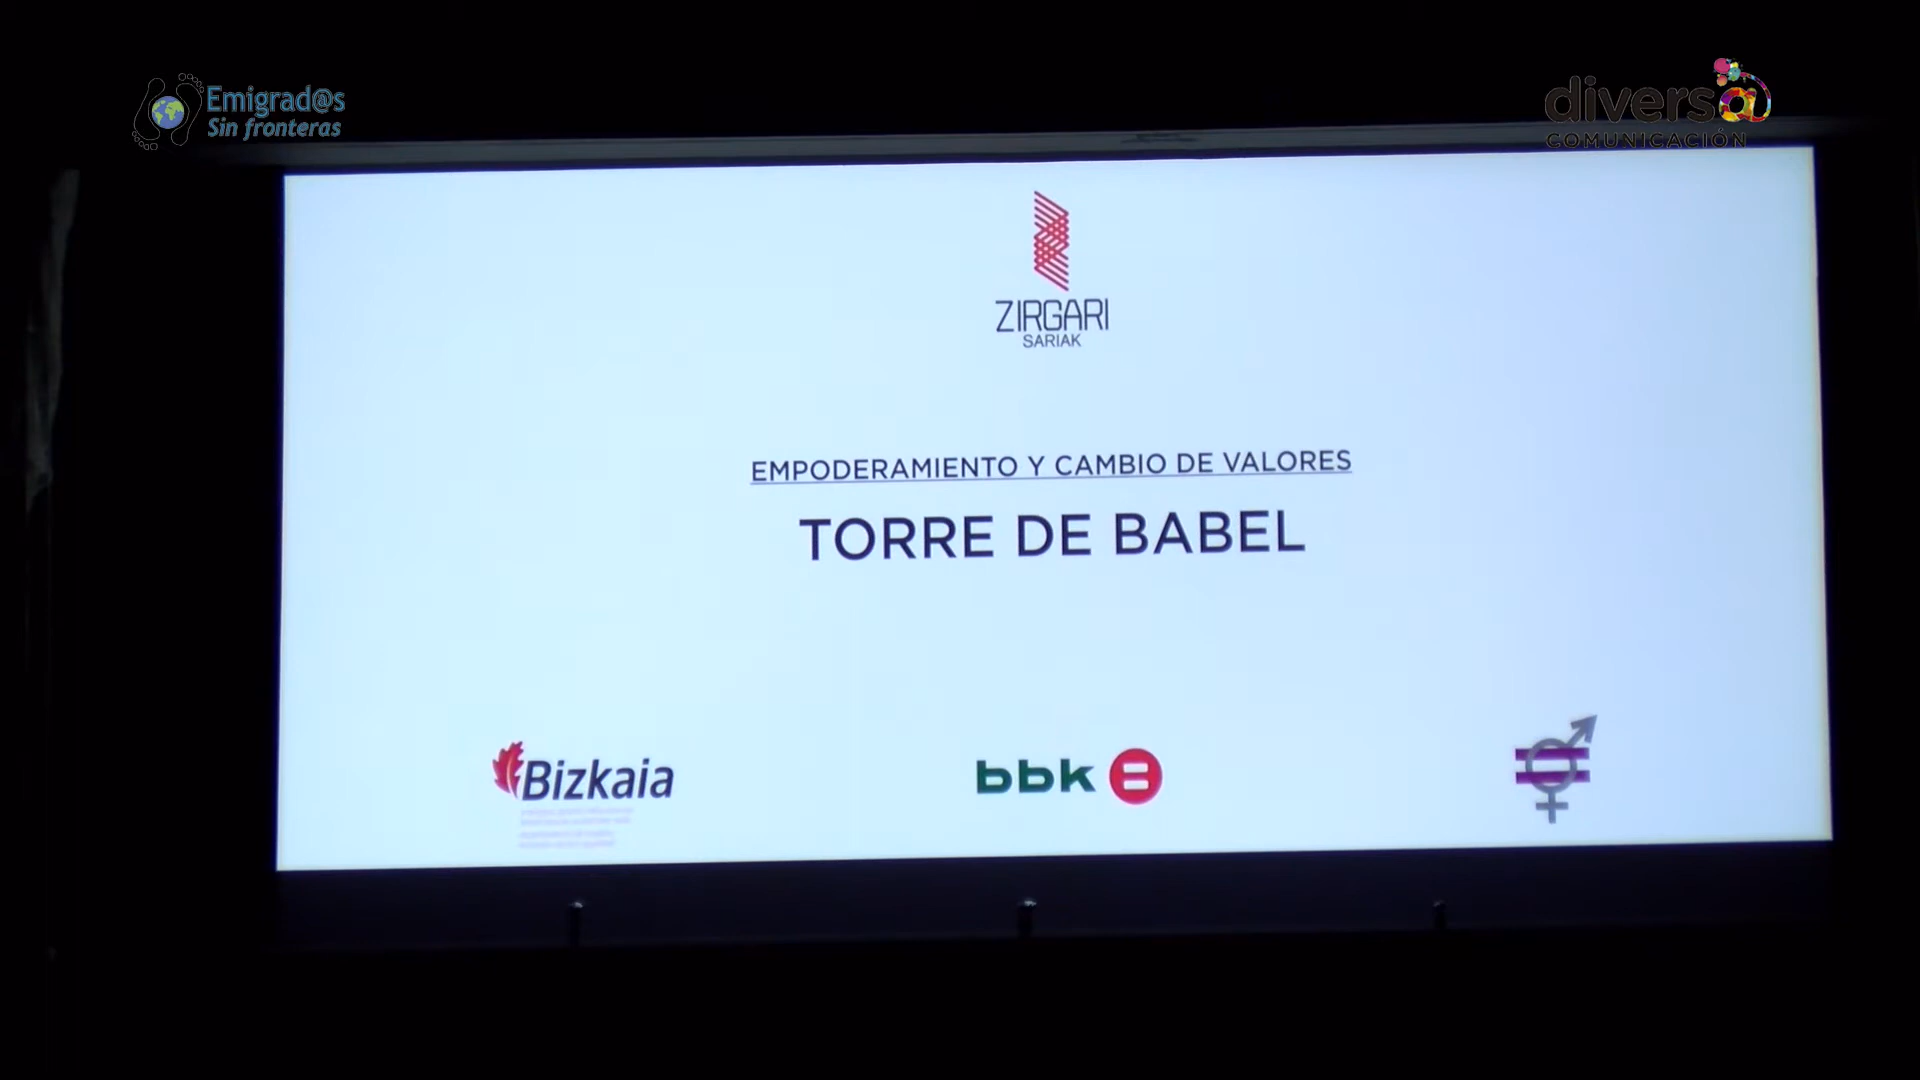 Emigrad@s
Sin fronteras
diversa
COMUNICACIÓN
ZIRGARI
SARIAK
EMPODERAMIENTO Y CAMBIO DE VALORES
TORRE DE BABEL
Bizkaia
bbk